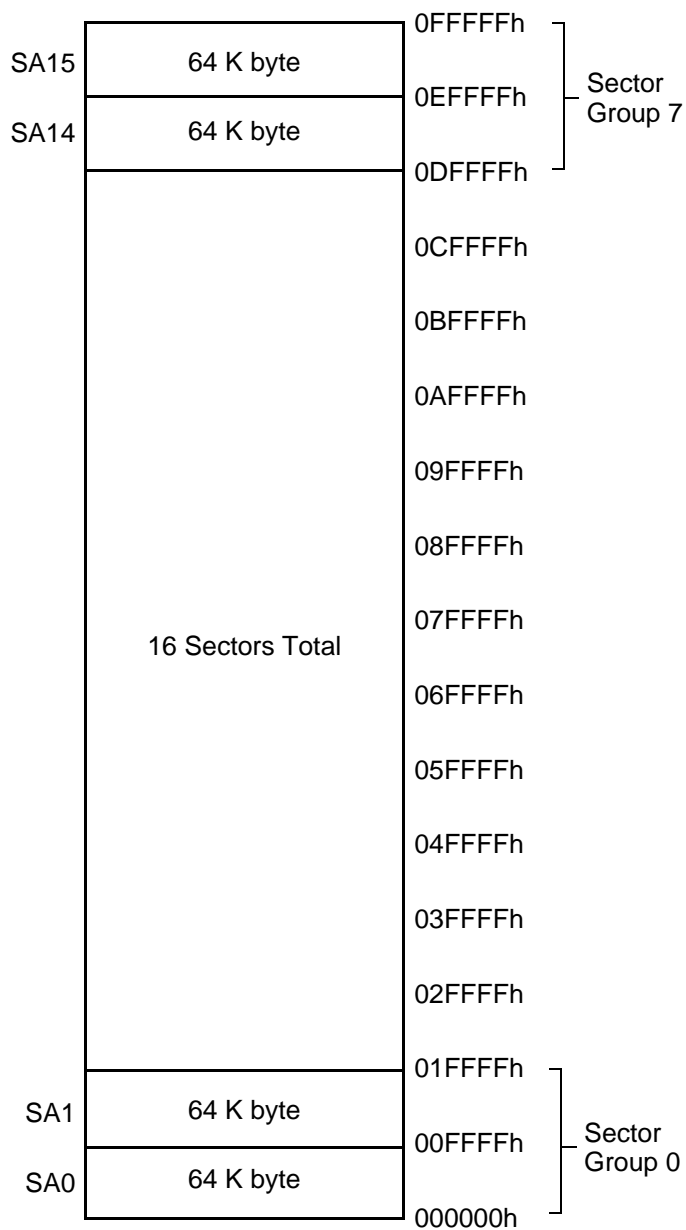 0FFFFFh
SA15
64 K byte
0EFFFFh
Sector
Group 7
SA14
64 K byte
0DFFFFh
0CFFFFh
0BFFFFh
0AFFFFh
09FFFFh
08FFFFh
07FFFFh
16 Sectors Total
06FFFFh
05FFFFh
04FFFFh
03FFFFh
02FFFFh
01FFFFh
SA1
64 K byte
00FFFFh
Sector
Group 0
SA0
64 K byte
000000h